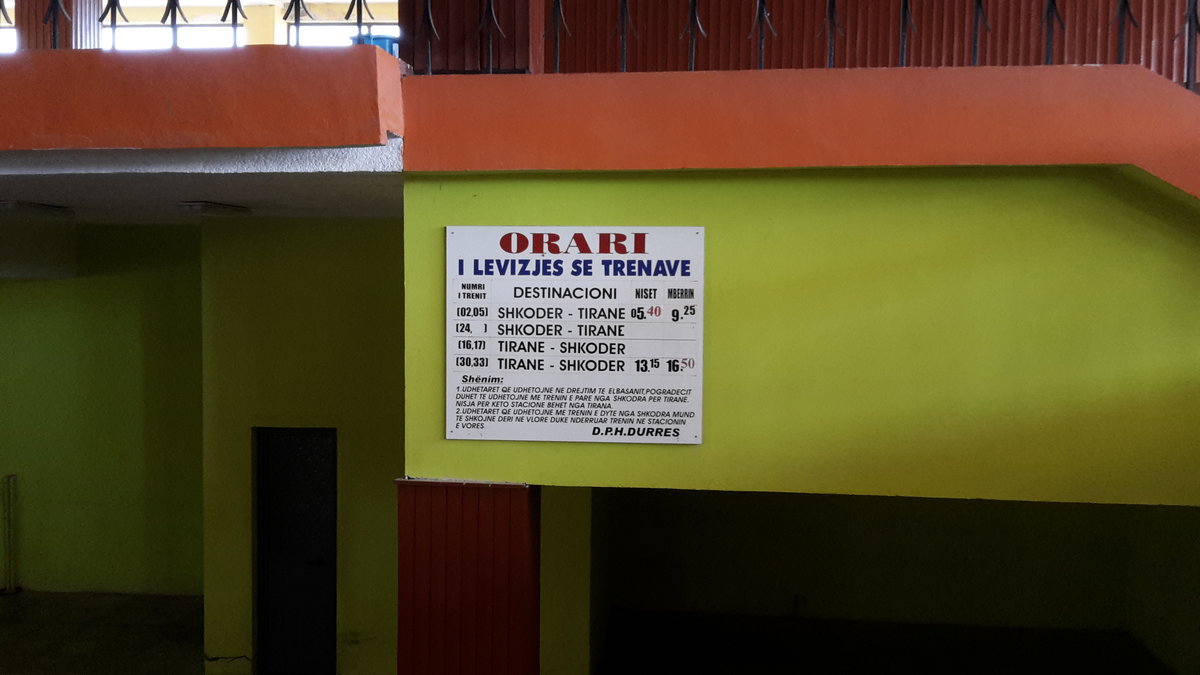 ORARI
I LEVIZJES SE TRENAVE
NUMRI I TRENIT DESTINACIONI NISET MBERRIN
(02,05) SHKODER - TIRANE 05.40 9.25
(24, ) SHKODER - TIRANE
(16,17) TIRANE - SHKODER
(30,33) TIRANE - SHKODER 13.15 16.50
Shënim:
1.UDHETARET QE UDHETOJNE NE DREJTIM TE ELBASANIT,POGRADECIT
DUHET TE UDHETOJNE ME TRENIN E PARE NGA SHKODRA PER TIRANE.
NISJA PER KETO STACIONE BEHET NGA TIRANA.
2.UDHETARET QE UDHETOJNE ME TRENIN E DYTE NGA SHKODRA MUND
TE SHKOJNE DERI NE VLORE DUKE NDERRUAR TRENIN NE STACIONIN
E VORES
D.P.H.DURRES